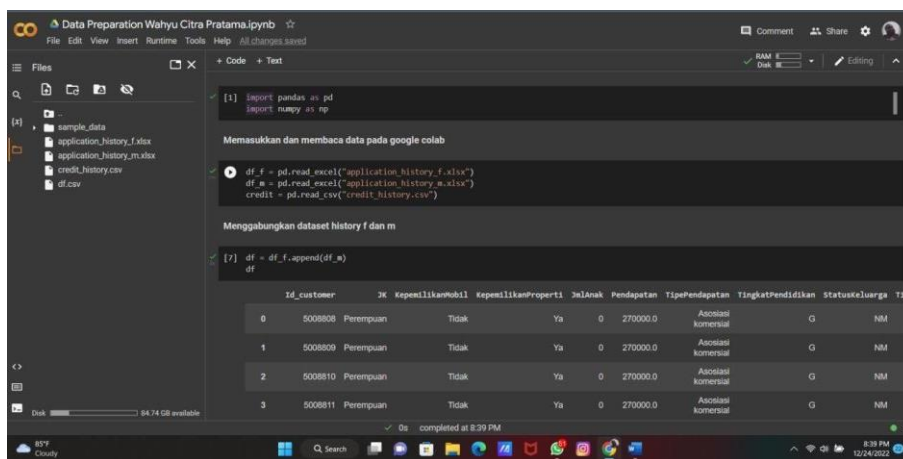 Data Preparation Wahyu Citra Pratama.ipynb
File Edit View Insert Runtime Tools Help All changes saved
Comment Share
Files
+ Code + Text
RAM
Disk
Editing
..
sample_data
application_history_f.xlsx
application_history_m.xlsx
credit_history.csv
df.csv
[1] import pandas as pd
import numpy as np
Memasukkan dan membaca data pada google colab
df_f = pd.read_excel("application_history_f.xlsx")
df_m = pd.read_excel("application_history_m.xlsx")
credit = pd.read_csv("credit_history.csv")
Menggabungkan dataset history f dan m
[7] df = df_f.append(df_m)
df
Id_customer JK KepemilikanMobil KepemilikanProperti JmlAnak Pendapatan TipePendapatan TingkatPendidikan StatusKeluarga
0 5008808 Perempuan Tidak Ya 0 270000.0 Asosiasi komersial G NM
1 5008809 Perempuan Tidak Ya 0 270000.0 Asosiasi komersial G NM
2 5008810 Perempuan Tidak Ya 0 270000.0 Asosiasi komersial G NM
3 5008811 Perempuan Tidak Ya 0 270000.0 Asosiasi komersial G NM
Disk 84.74 GB available
0s completed at 8:39 PM
85°F
Cloudy
Search
8:39 PM
12/24/2022